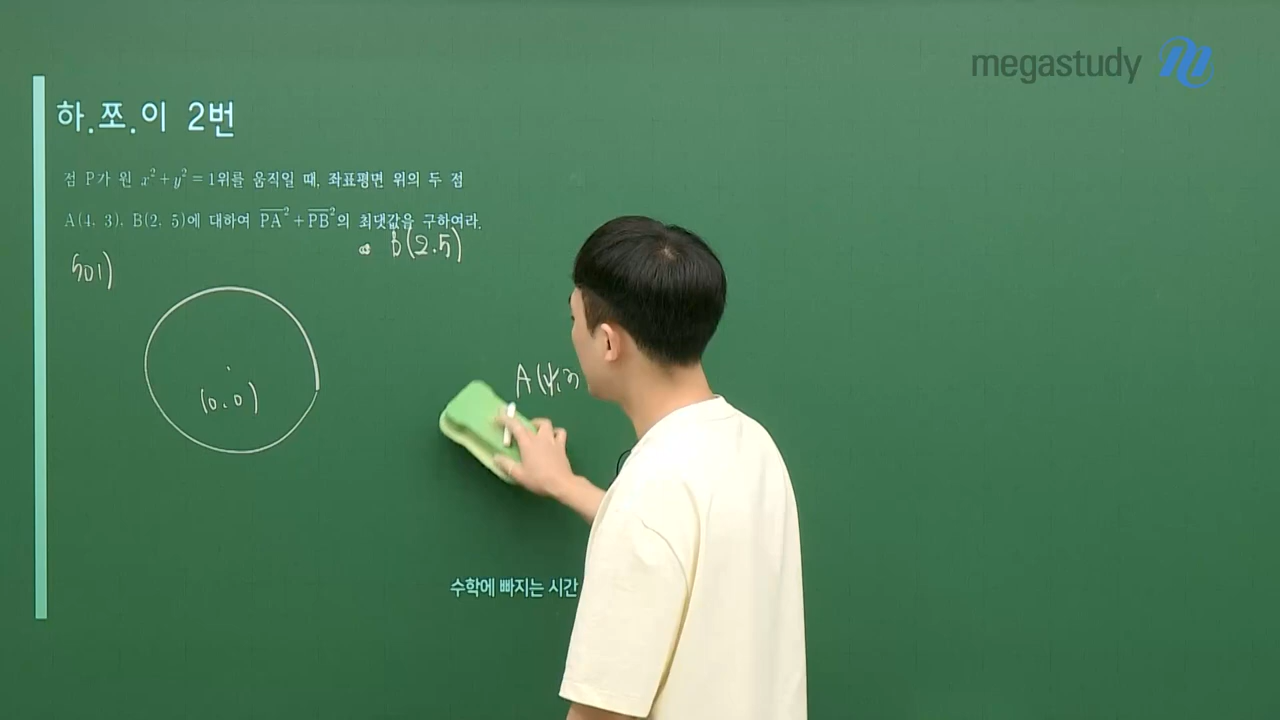 megastudy
하.쪼.이 2번
점 P가 원 x²+y²=1위를 움직일 때, 좌표평면 위의 두 점
A(4, 3), B(2, 5)에 대하여 PA²+PB²의 최댓값을 구하여라.
B(2.5)
sol)
A(4,3
(0.0)
수학에 빠지는 시간